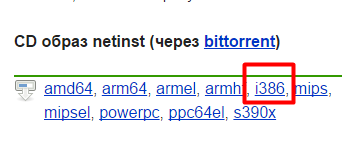 CD образ netinst (через bittorrent)
amd64, arm64, armel, armhf, i386, mips,
mipsel, powerpc, ppc64el, s390x